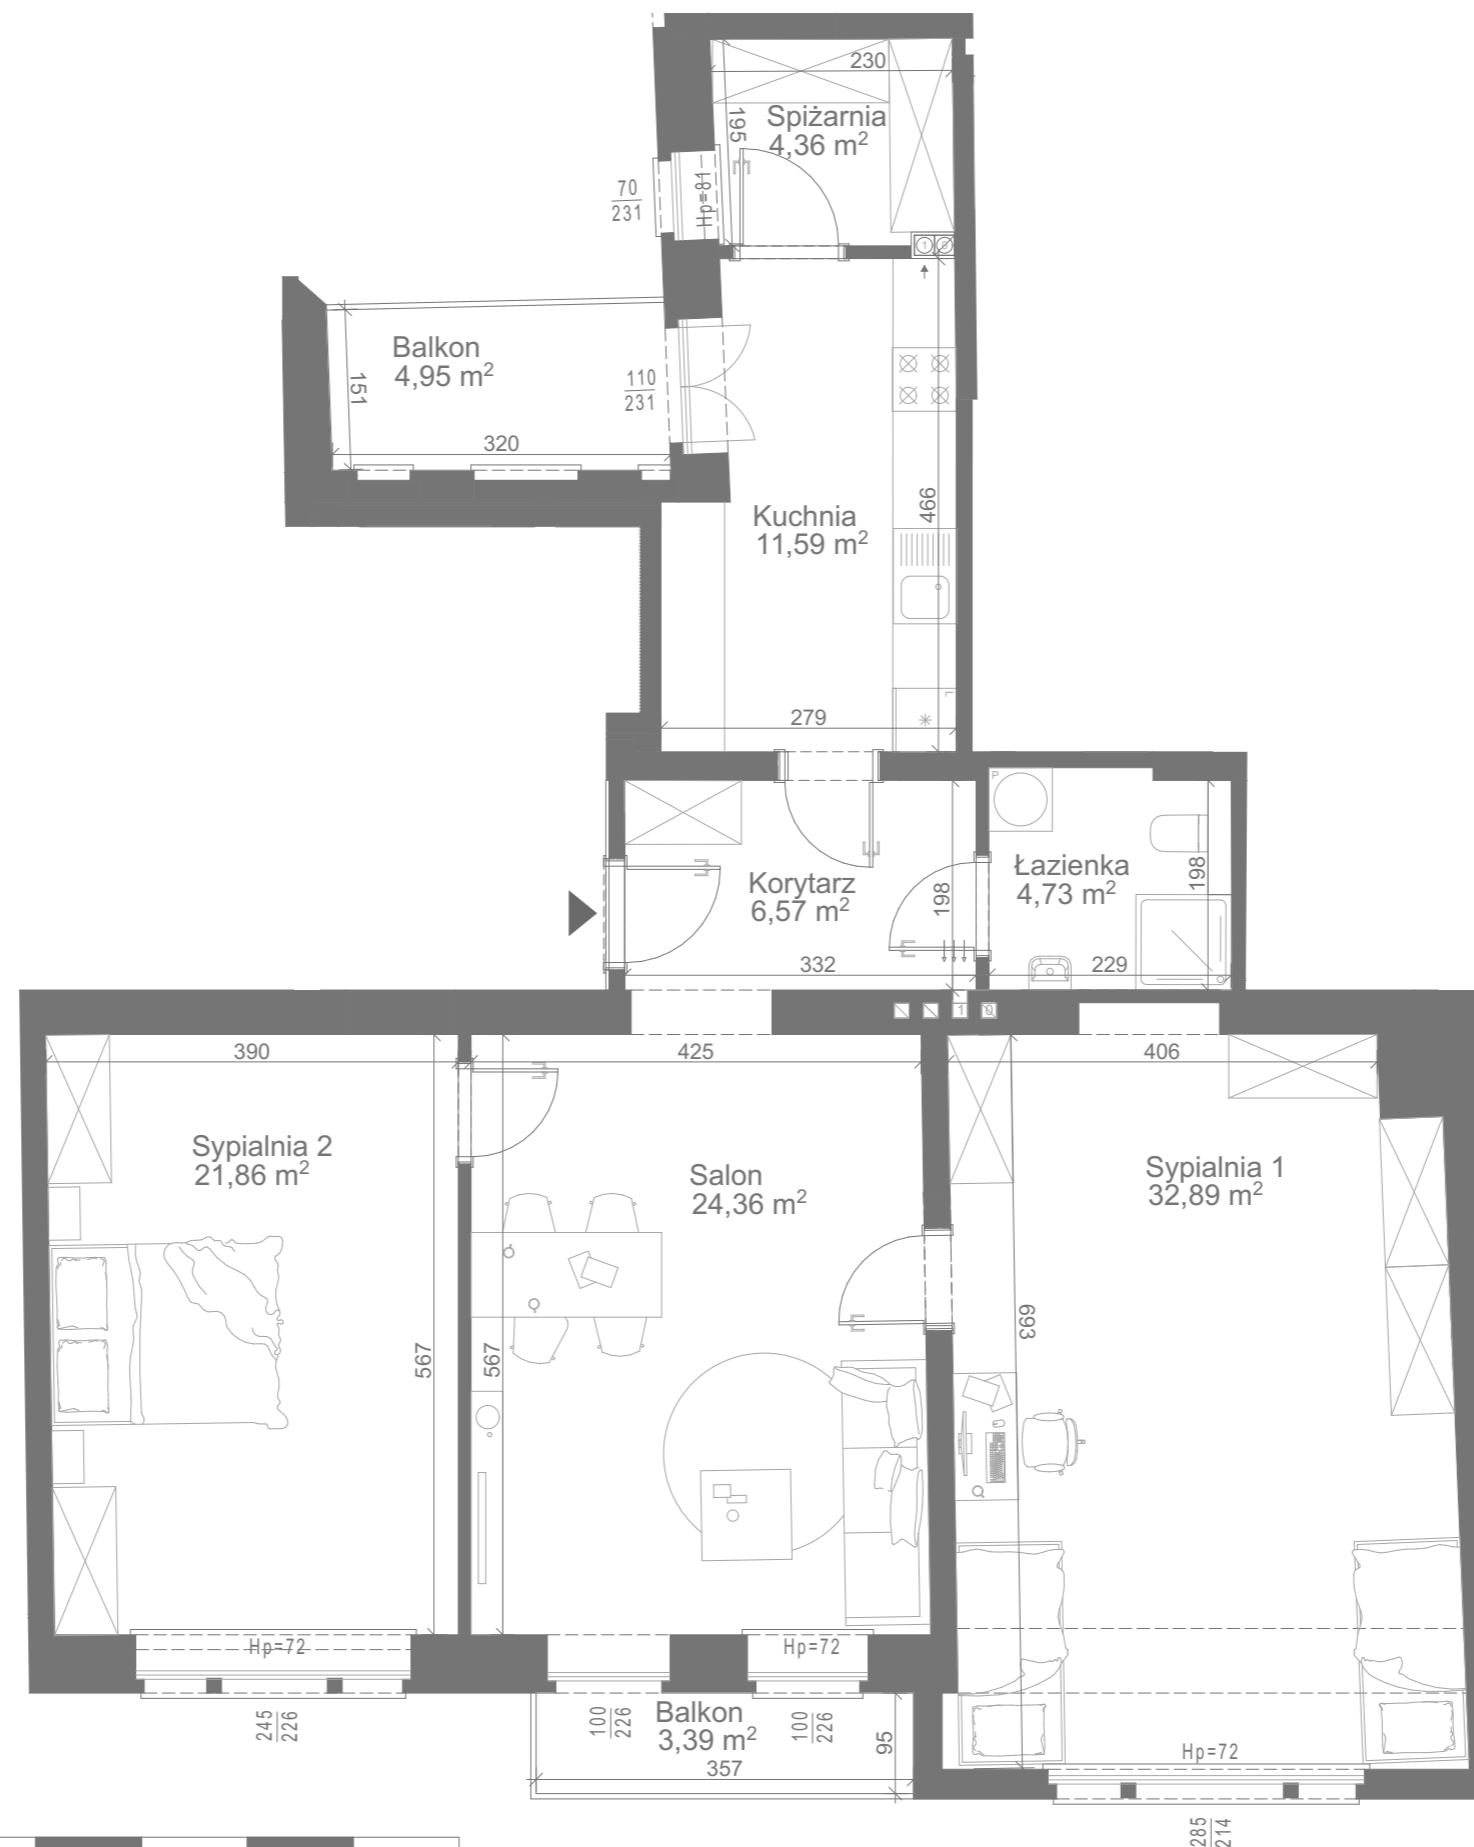 230
Spiżarnia
4,36 m²
195
Hp=81
70
231
1
0
Balkon
4,95 m²
151
110
231
320
Kuchnia
11,59 m²
466
279
P
Korytarz
6,57 m²
198
332
Łazienka
4,73 m²
198
229
1
0
390
425
406
Sypialnia 2
21,86 m²
Salon
24,36 m²
Sypialnia 1
32,89 m²
567
567
693
Hp=72
Hp=72
245
226
100
226
Balkon
3,39 m²
100
226
95
357
Hp=72
285
214